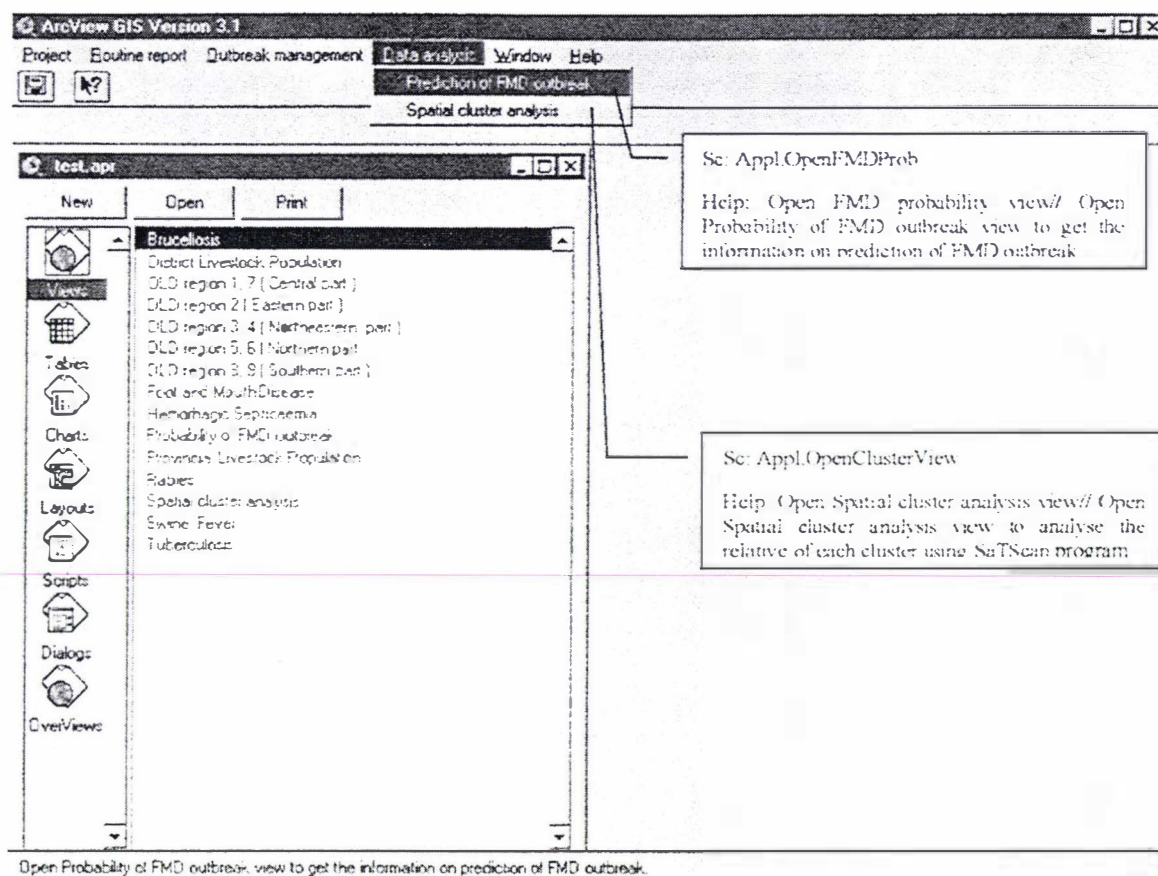 ArcView GIS Version 3.1
Project Routine report Outbreak management Data analysis Window Help
Prediction of FMD outbreak
Spatial cluster analysis
test.apr
New Open Print
Views
Tables
Charts
Layouts
Scripts
Dialogs
OverViews
Brucellosis
District Livestock Population
DLD region 1, 7 ( Central part )
DLD region 2 ( Eastern part )
DLD region 3, 4 ( Northeastern part )
DLD region 5, 6 ( Northern part
DLD region 8, 9 ( Southern part )
Foot and Mouth Disease
Hemorhagic Septicaemia
Probability of FMD outbreak
Provincial Livestock Population
Rabies
Spatial cluster analysis
Swine Fever
Tuberculosis
Sc: Appl.OpenFMDProb
Help: Open FMD probability view// Open
Probability of FMD outbreak view to get the
information on prediction of FMD outbreak
Sc: Appl.OpenClusterView
Help: Open Spatial cluster analysis view// Open
Spatial cluster analysis view to analyse the
relative of each cluster using SaTScan program
Open Probability of FMD outbreak view to get the information on prediction of FMD outbreak.